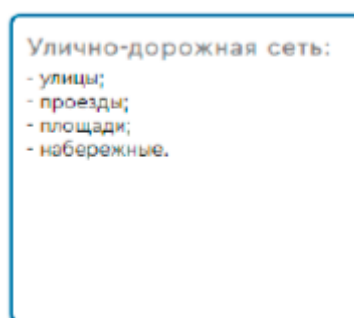 Улично-дорожная сеть:
- улицы;
- проезды;
- площади;
- набережные.